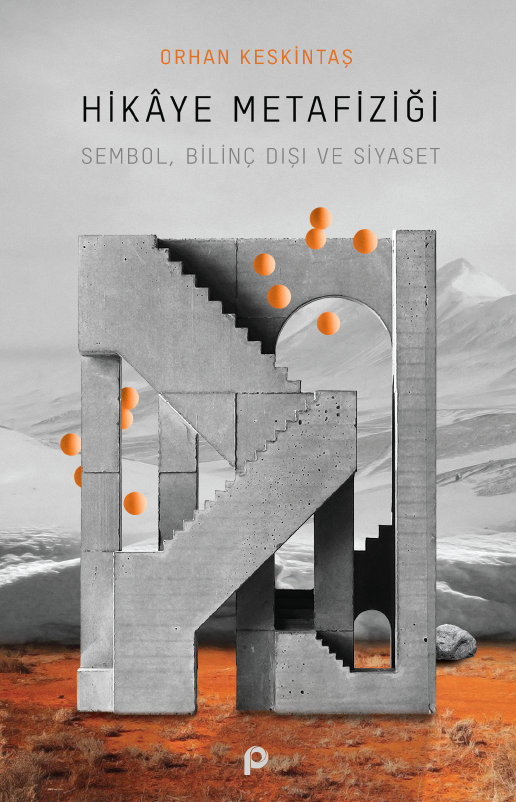 ORHAN KESKİNTAŞ
HİKÂYE METAFİZİĞİ
SEMBOL, BİLİNÇ DIŞI VE SİYASET
p